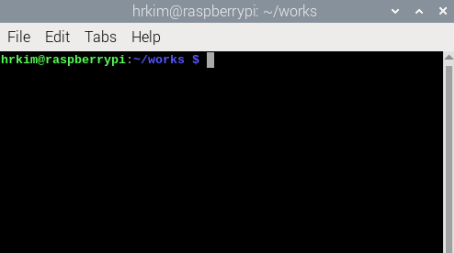 hrkim@raspberrypi: ~/works
File Edit Tabs Help
hrkim@raspberrypi:~/works $